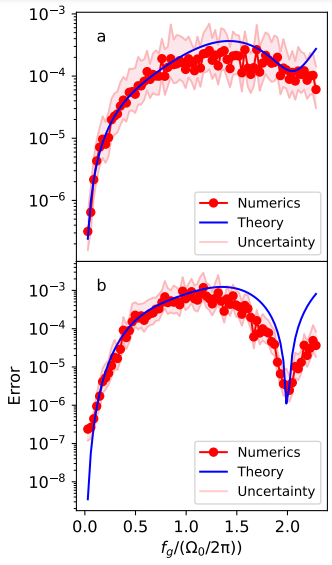 10⁻³
a
10⁻⁴
10⁻⁵
10⁻⁶
Numerics
Theory
Uncertainty
b
10⁻³
10⁻⁴
10⁻⁵
10⁻⁶
10⁻⁷
10⁻⁸
Error
Numerics
Theory
Uncertainty
0.0 0.5 1.0 1.5 2.0
f_g/(Ω₀/2π))